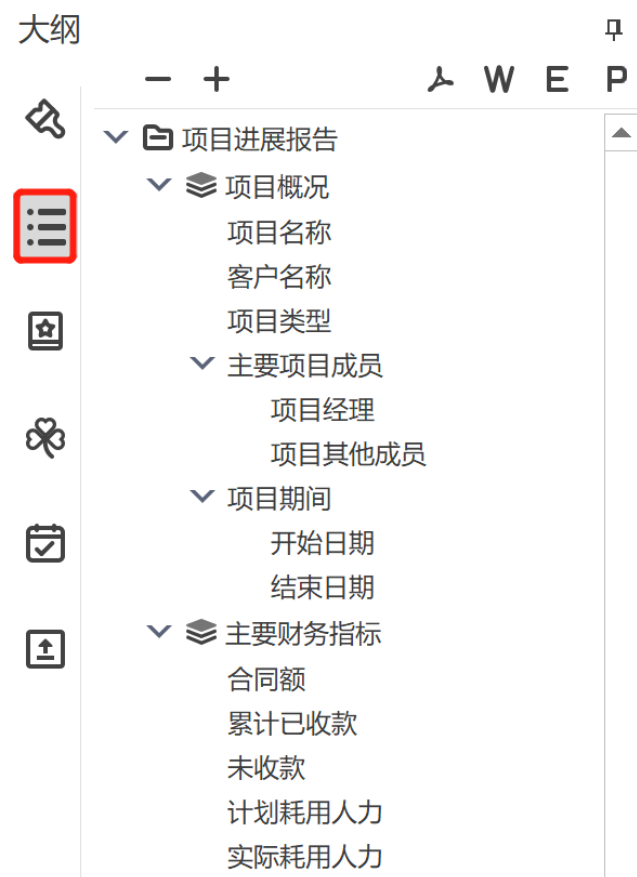 大纲
W E P
项目进展报告
项目概况
项目名称
客户名称
项目类型
主要项目成员
项目经理
项目其他成员
项目期间
开始日期
结束日期
主要财务指标
合同额
累计已收款
未收款
计划耗用人力
实际耗用人力